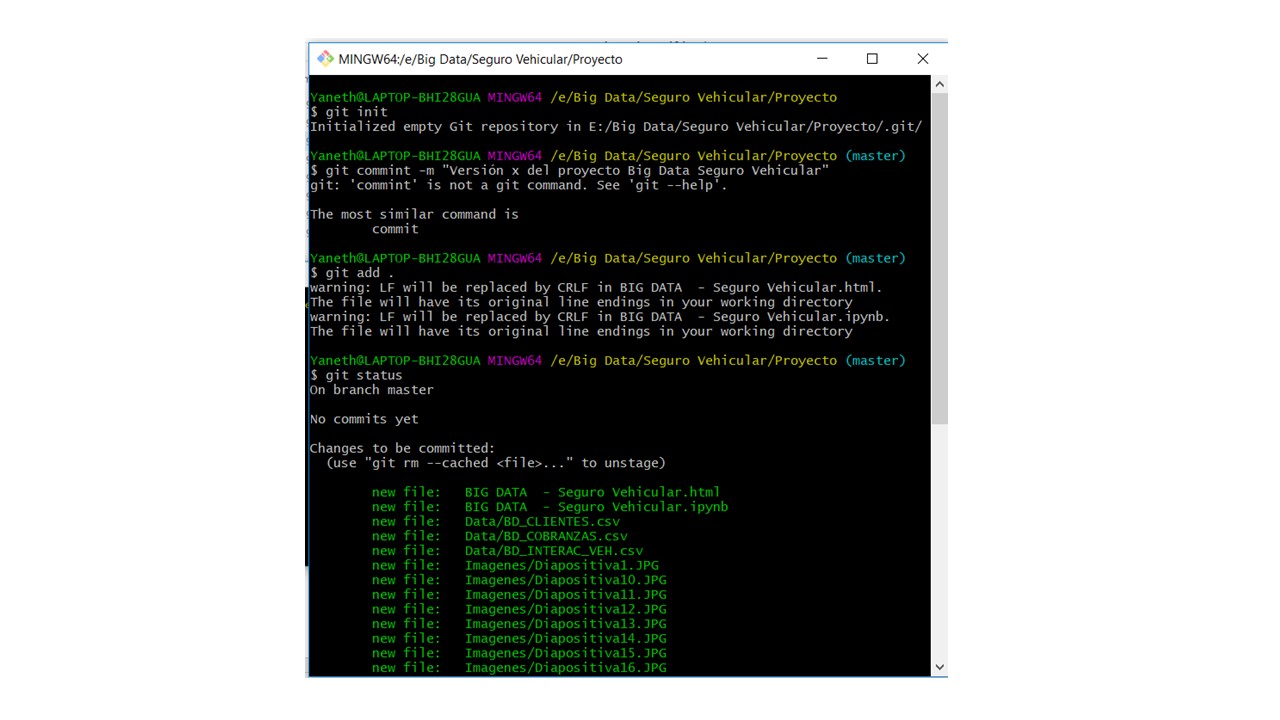 MINGW64:/e/Big Data/Seguro Vehicular/Proyecto
Yaneth@LAPTOP-BHI28GUA MINGW64 /e/Big Data/Seguro Vehicular/Proyecto
$ git init
Initialized empty Git repository in E:/Big Data/Seguro Vehicular/Proyecto/.git/
Yaneth@LAPTOP-BHI28GUA MINGW64 /e/Big Data/Seguro Vehicular/Proyecto (master)
$ git commint -m "Versión x del proyecto Big Data Seguro Vehicular"
git: 'commint' is not a git command. See 'git --help'.
The most similar command is
commit
Yaneth@LAPTOP-BHI28GUA MINGW64 /e/Big Data/Seguro Vehicular/Proyecto (master)
$ git add .
warning: LF will be replaced by CRLF in BIG DATA  - Seguro Vehicular.html.
The file will have its original line endings in your working directory
warning: LF will be replaced by CRLF in BIG DATA  - Seguro Vehicular.ipynb.
The file will have its original line endings in your working directory
Yaneth@LAPTOP-BHI28GUA MINGW64 /e/Big Data/Seguro Vehicular/Proyecto (master)
$ git status
On branch master
No commits yet
Changes to be committed:
(use "git rm --cached <file>..." to unstage)
new file:   BIG DATA  - Seguro Vehicular.html
new file:   BIG DATA  - Seguro Vehicular.ipynb
new file:   Data/BD_CLIENTES.csv
new file:   Data/BD_COBRANZAS.csv
new file:   Data/BD_INTERAC_VEH.csv
new file:   Imagenes/Diapositiva1.JPG
new file:   Imagenes/Diapositiva10.JPG
new file:   Imagenes/Diapositiva11.JPG
new file:   Imagenes/Diapositiva12.JPG
new file:   Imagenes/Diapositiva13.JPG
new file:   Imagenes/Diapositiva14.JPG
new file:   Imagenes/Diapositiva15.JPG
new file:   Imagenes/Diapositiva16.JPG